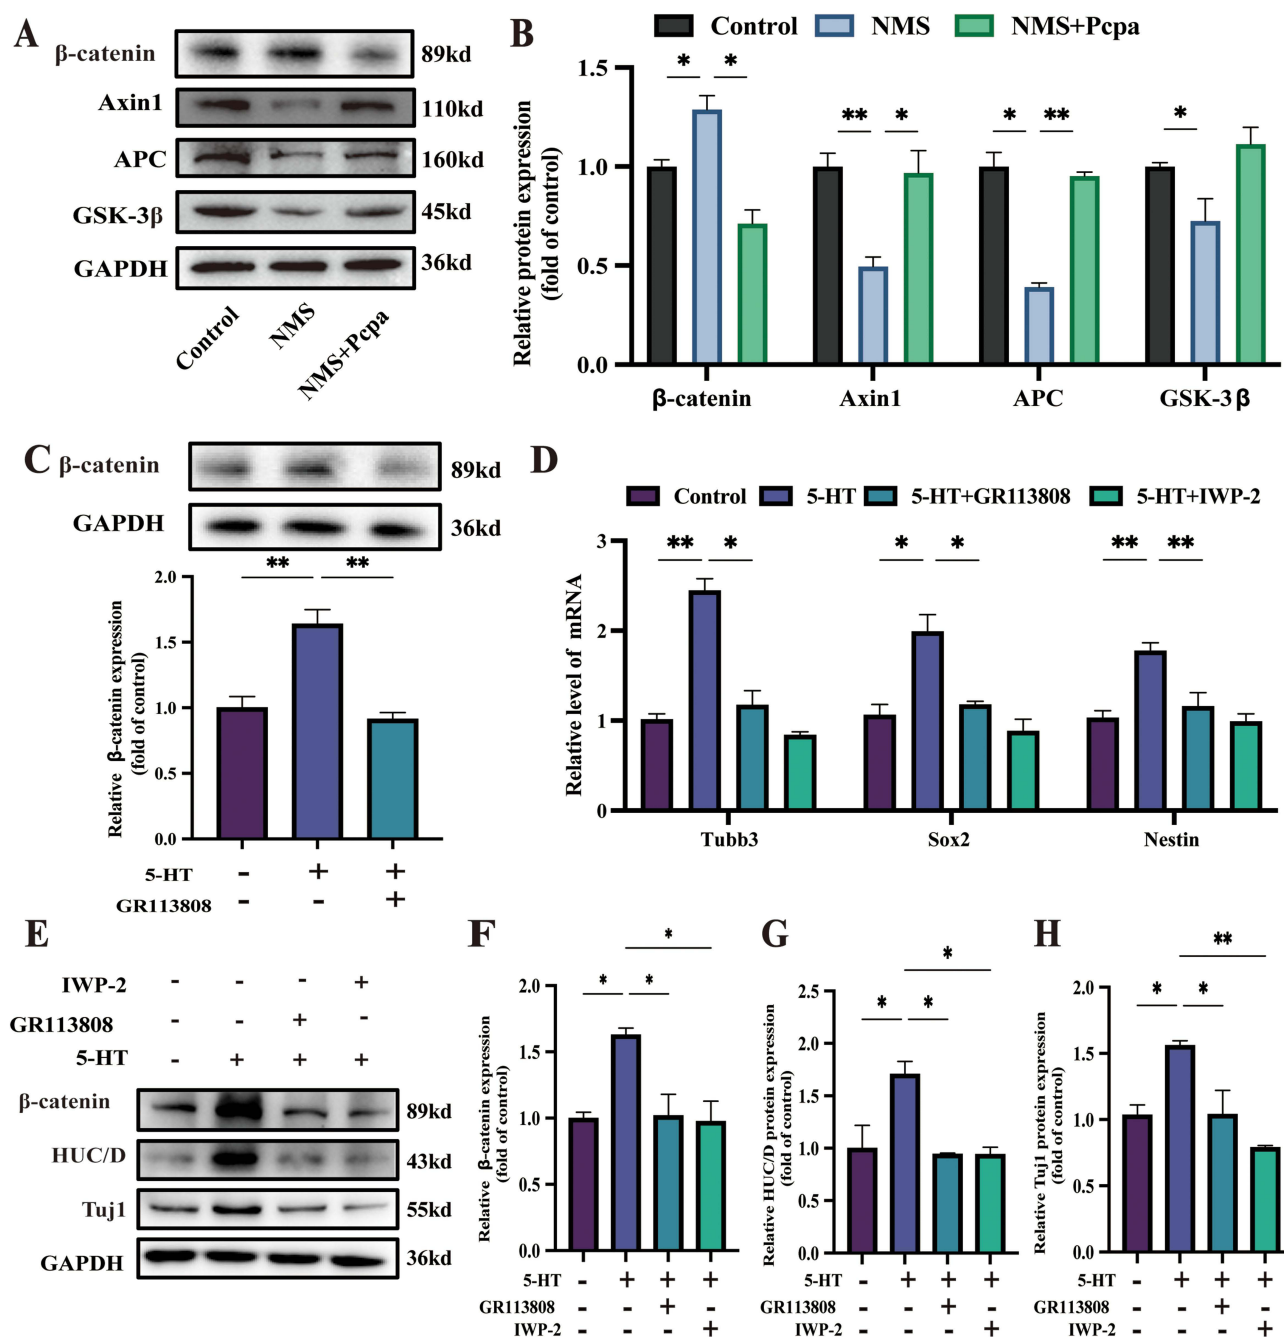 A
β-catenin
89kd
Axin1
110kd
APC
160kd
GSK-3β
45kd
GAPDH
36kd
Control
NMS
NMS+Pcpa
B
Control
NMS
NMS+Pcpa
Relative protein expression
(fold of control)
1.5
1.0
0.5
0.0
* *
** *
* **
*
β-catenin
Axin1
APC
GSK-3β
C
β-catenin
89kd
GAPDH
36kd
Relative β-catenin expression
(fold of control)
2.0
1.5
1.0
0.5
0.0
** **
5-HT - + +
GR113808 - - +
D
Control
5-HT
5-HT+GR113808
5-HT+IWP-2
Relative level of mRNA
3
2
1
0
** *
* *
** **
Tubb3
Sox2
Nestin
E
IWP-2 - - - +
GR113808 - - + -
5-HT - + + +
β-catenin
89kd
HUC/D
43kd
Tuj1
55kd
GAPDH
36kd
F
Relative β-catenin expression
(fold of control)
2.0
1.5
1.0
0.5
0.0
*
* *
5-HT - + + +
GR113808 +
IWP-2 +
G
Relative HUC/D protein expression
(fold of control)
2.5
2.0
1.5
1.0
0.5
0.0
*
* *
5-HT - + + +
GR113808 +
IWP-2 +
H
Relative Tuj1 protein expression
(fold of control)
2.0
1.5
1.0
0.5
0.0
**
* *
5-HT - + + +
GR113808 +
IWP-2 +